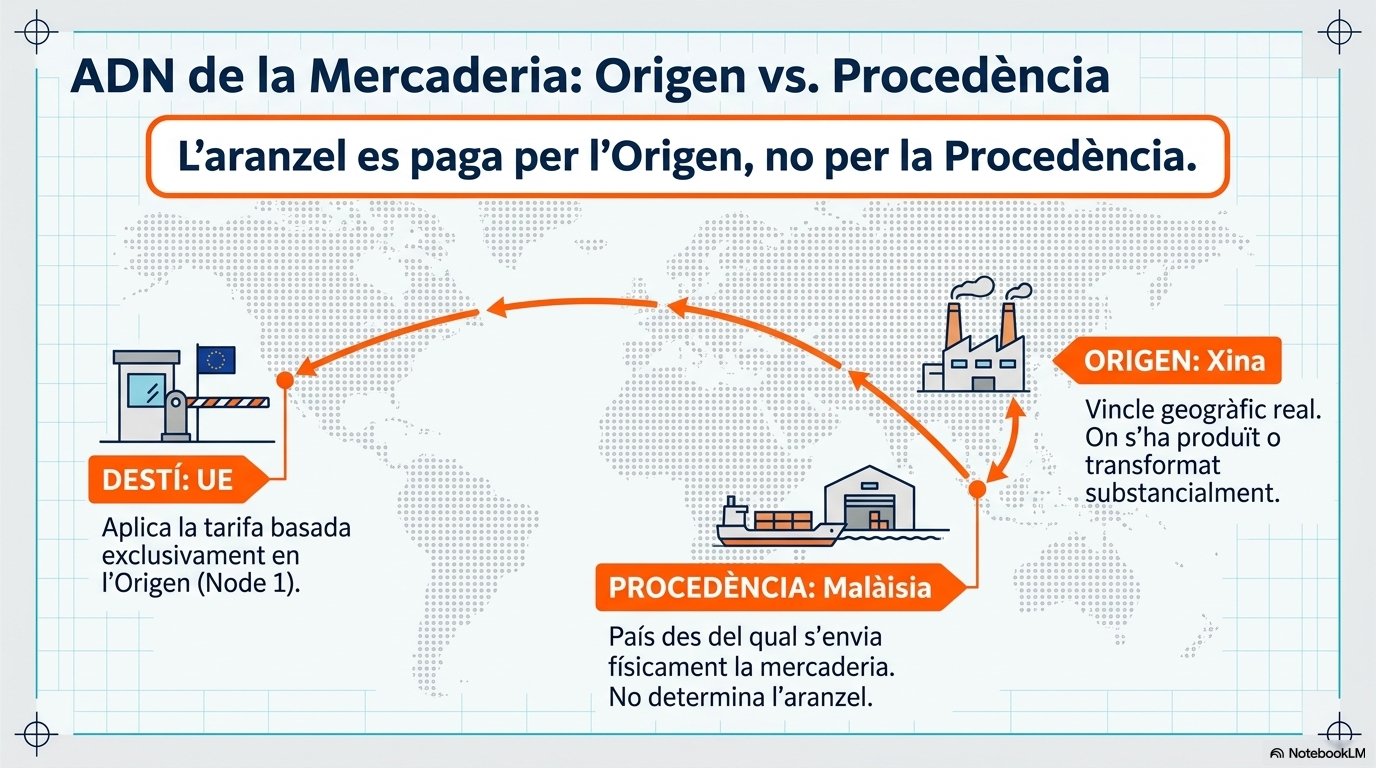 ADN de la Mercaderia: Origen vs. Procedència
L’aranzel es paga per l’Origen, no per la Procedència.
ORIGEN: Xina
Vincle geogràfic real.
On s’ha produït o
transformat
substancialment.
DESTÍ: UE
Aplica la tarifa basada
exclusivament en
l’Origen (Node 1).
PROCEDÈNCIA: Malàisia
País des del qual s’envia
físicament la mercaderia.
No determina l’aranzel.
NotebookLM